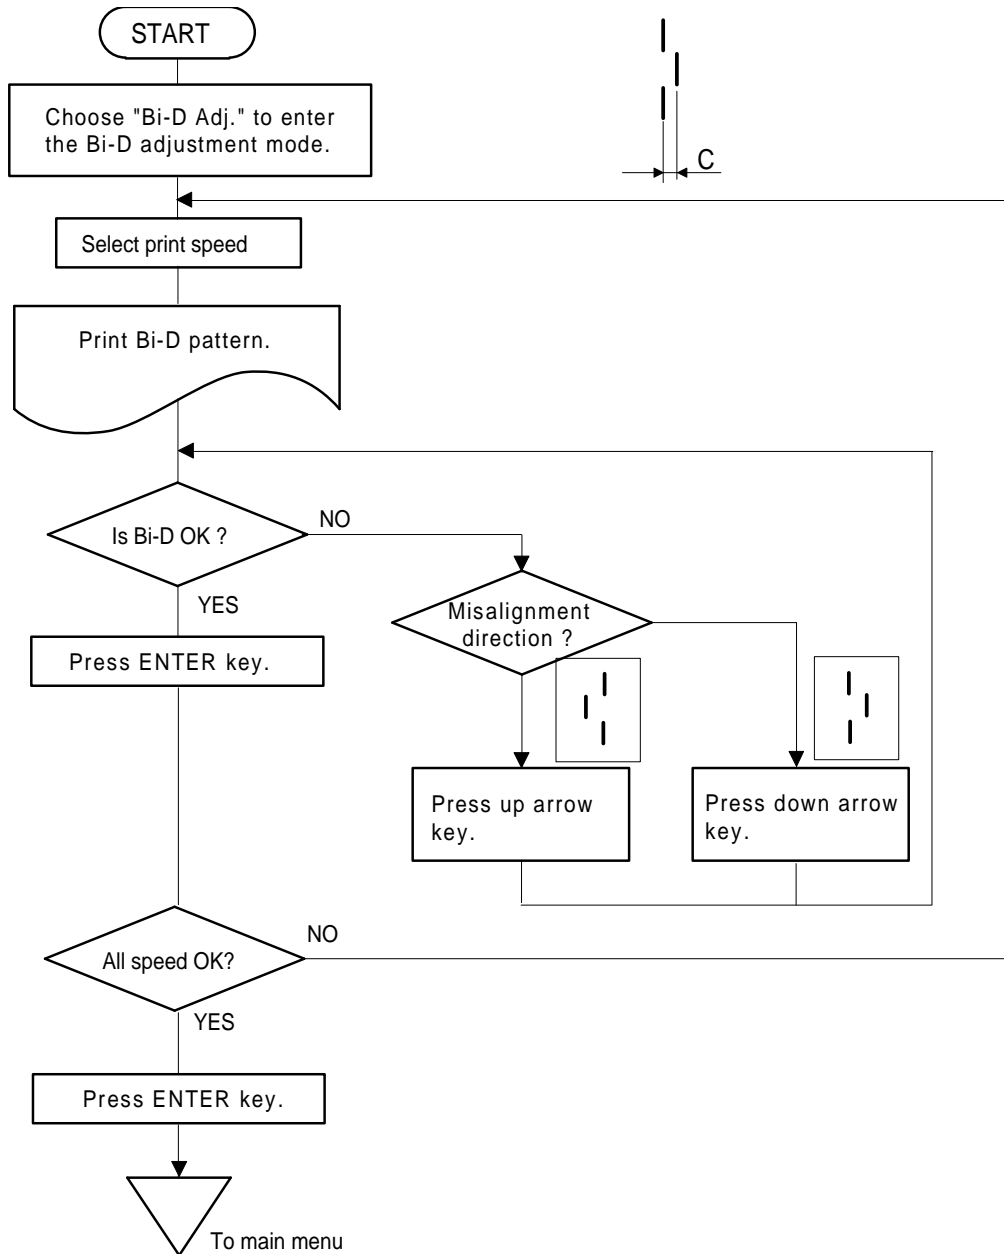 START
C
Choose "Bi-D Adj." to enter
the Bi-D adjustment mode.
Select print speed
Print Bi-D pattern.
Is Bi-D OK ?
NO
YES
Misalignment
direction ?
Press ENTER key.
Press up arrow
key.
Press down arrow
key.
All speed OK?
NO
YES
Press ENTER key.
To main menu